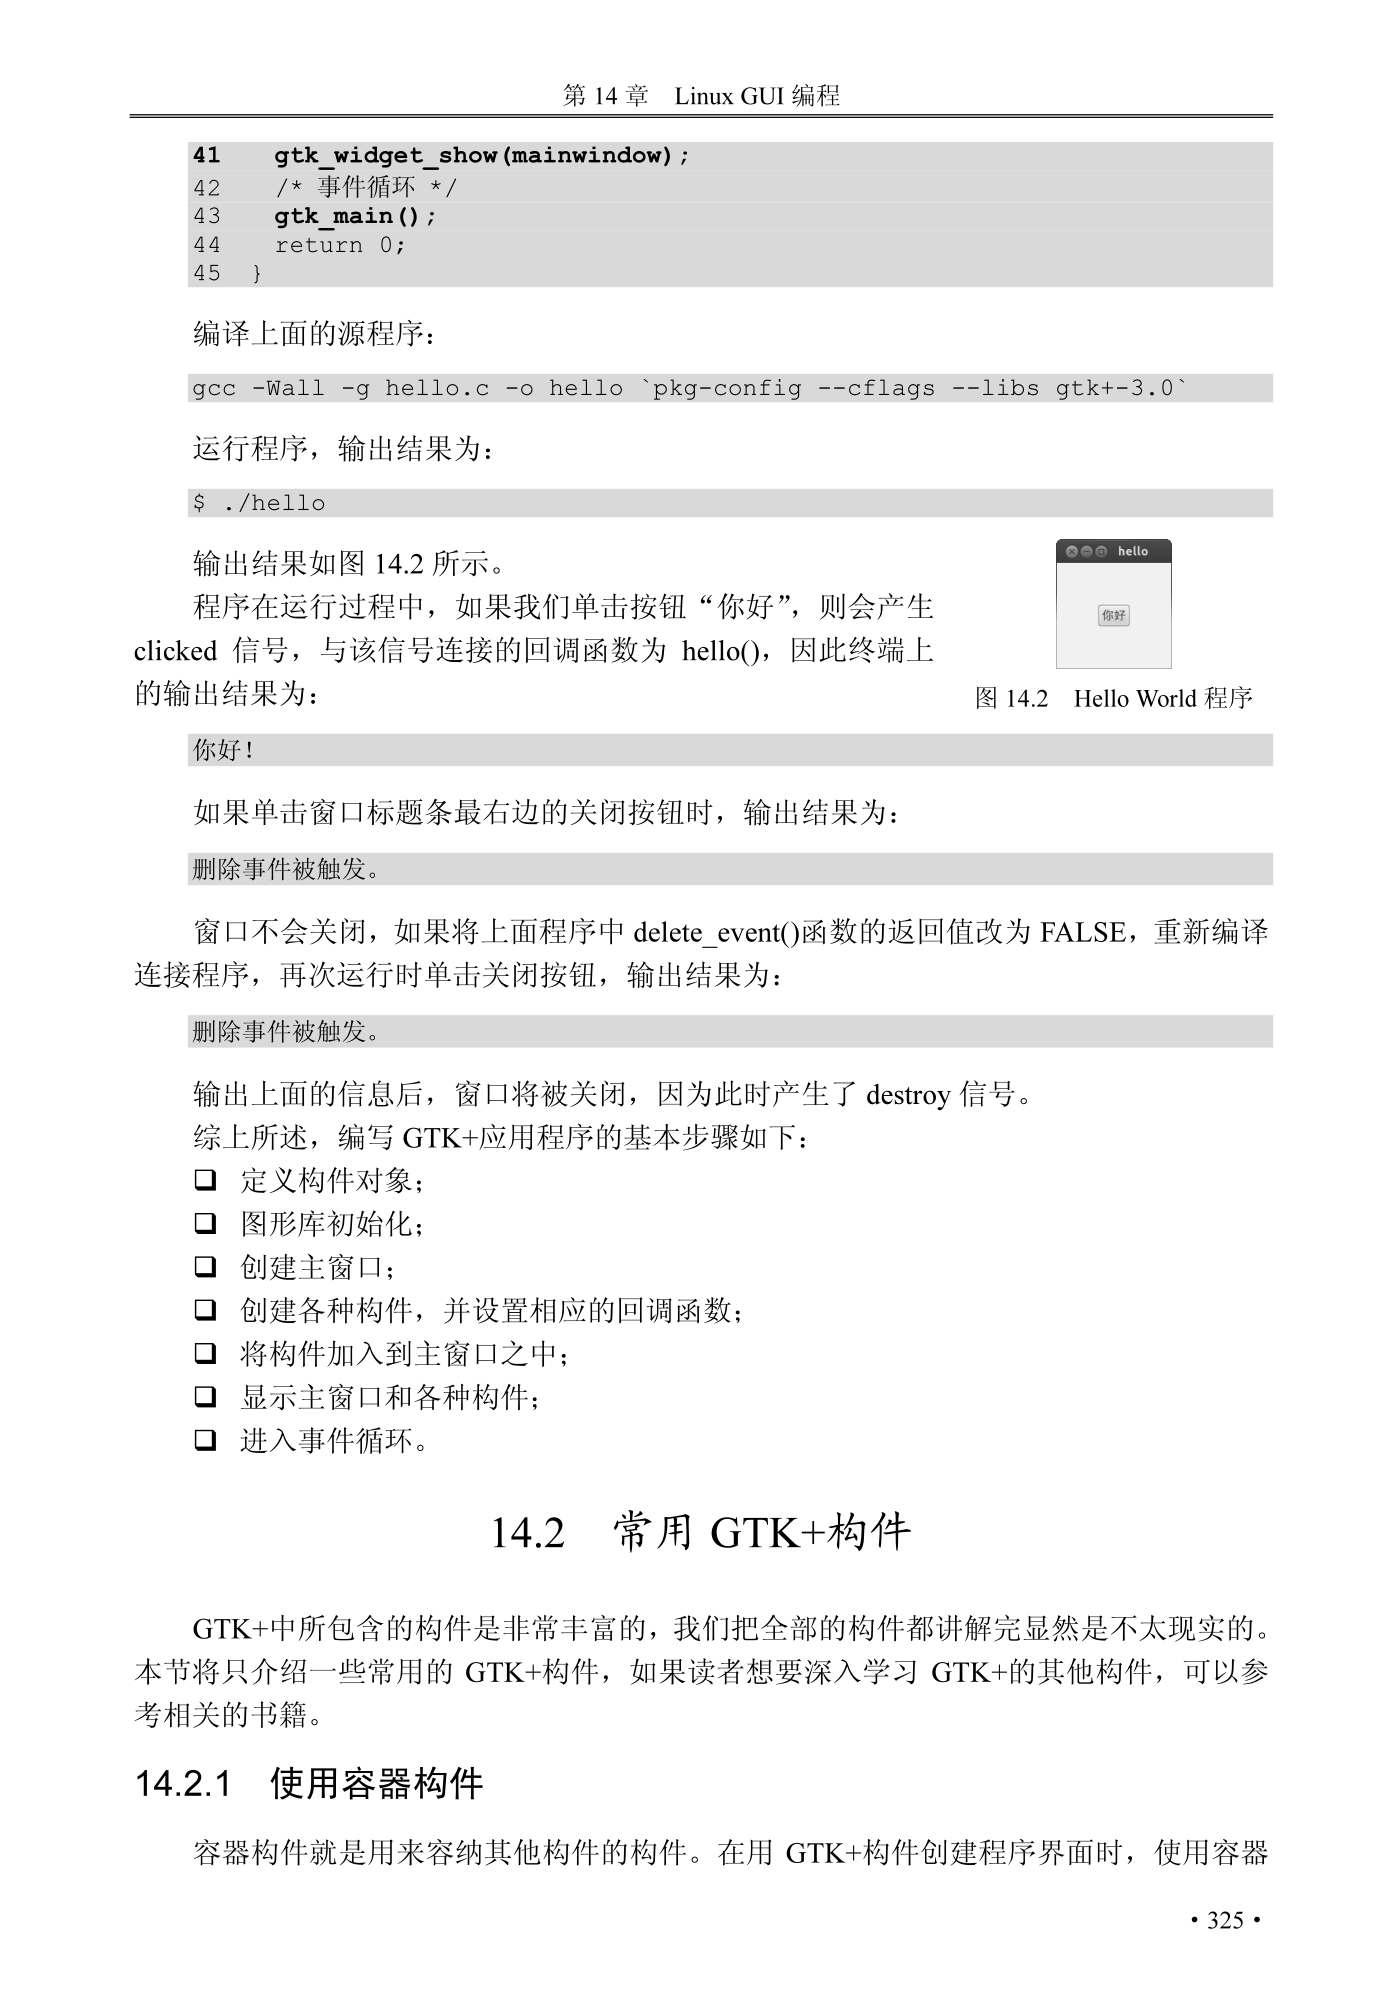 第 14 章　Linux GUI 编程
41    gtk_widget_show(mainwindow);
42    /* 事件循环 */
43    gtk_main();
44    return 0;
45  }
编译上面的源程序：
gcc -Wall -g hello.c -o hello `pkg-config --cflags --libs gtk+-3.0`
运行程序，输出结果为：
$ ./hello
输出结果如图 14.2 所示。
程序在运行过程中，如果我们单击按钮“你好”，则会产生
clicked 信号，与该信号连接的回调函数为 hello()，因此终端上
的输出结果为：
hello
你好
图 14.2　Hello World 程序
你好！
如果单击窗口标题条最右边的关闭按钮时，输出结果为：
删除事件被触发。
窗口不会关闭，如果将上面程序中 delete_event()函数的返回值改为 FALSE，重新编译
连接程序，再次运行时单击关闭按钮，输出结果为：
删除事件被触发。
输出上面的信息后，窗口将被关闭，因为此时产生了 destroy 信号。
综上所述，编写 GTK+应用程序的基本步骤如下：
❑ 定义构件对象；
❑ 图形库初始化；
❑ 创建主窗口；
❑ 创建各种构件，并设置相应的回调函数；
❑ 将构件加入到主窗口之中；
❑ 显示主窗口和各种构件；
❑ 进入事件循环。
14.2　常用 GTK+构件
GTK+中所包含的构件是非常丰富的，我们把全部的构件都讲解完显然是不太现实的。
本节将只介绍一些常用的 GTK+构件，如果读者想要深入学习 GTK+的其他构件，可以参
考相关的书籍。
14.2.1　使用容器构件
容器构件就是用来容纳其他构件的构件。在用 GTK+构件创建程序界面时，使用容器
• 325 •